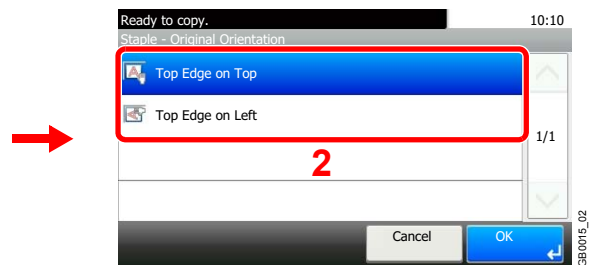 Ready to copy. 10:10
Staple - Original Orientation
Top Edge on Top
Top Edge on Left
1/1
2
Cancel OK
GB0015_02